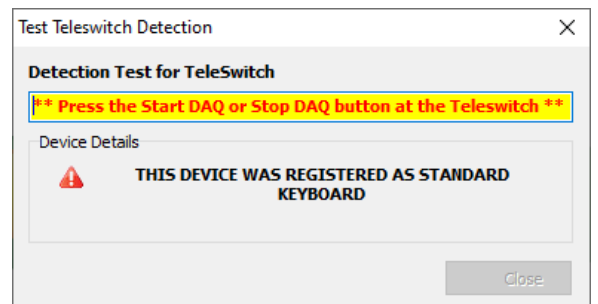 Test Teleswitch Detection
Detection Test for TeleSwitch
** Press the Start DAQ or Stop DAQ button at the Teleswitch **
Device Details
THIS DEVICE WAS REGISTERED AS STANDARD
KEYBOARD
Close